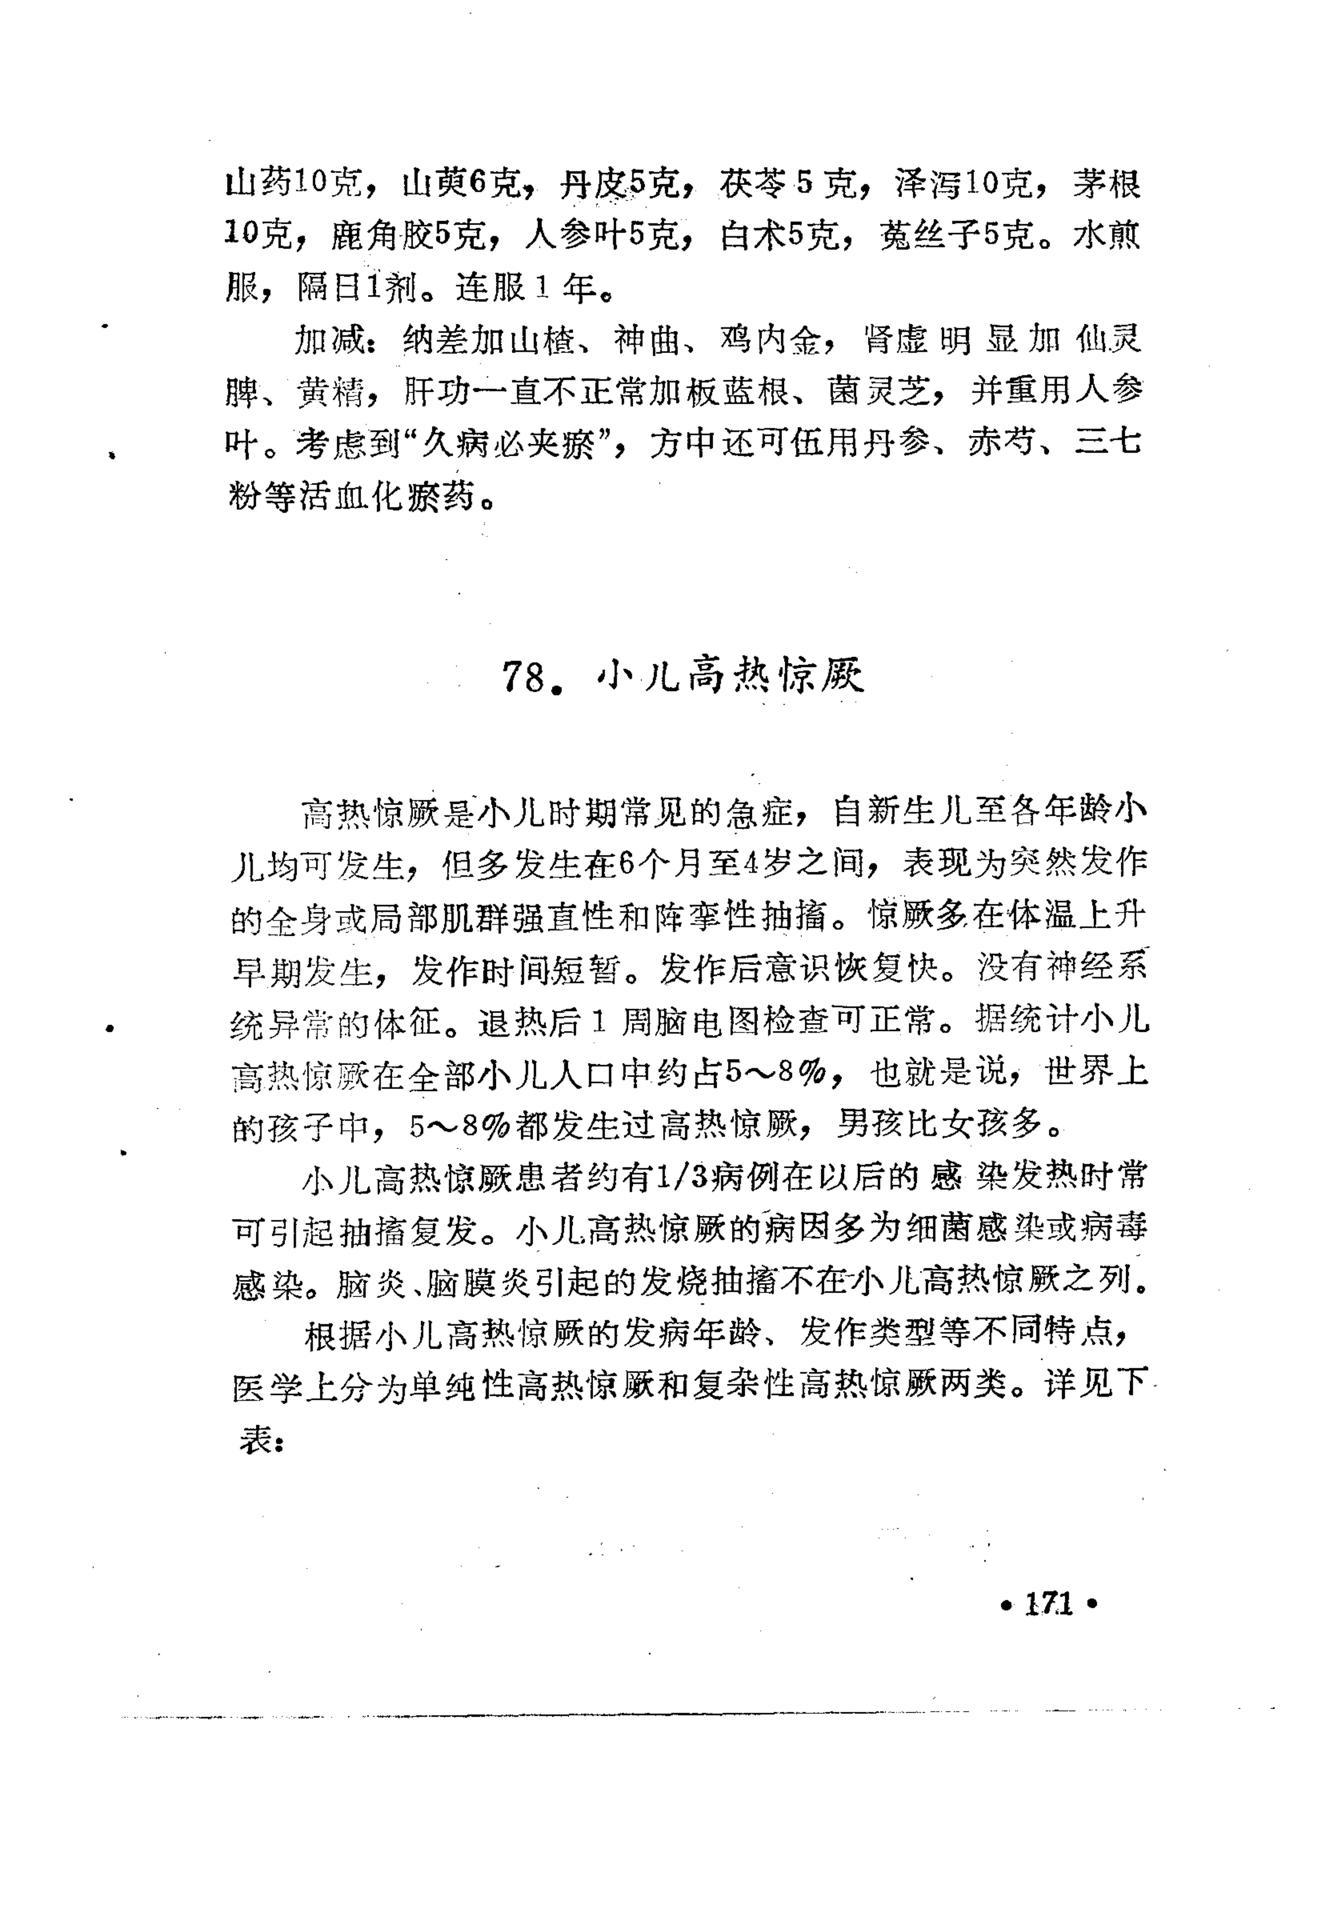 山药10克，山萸6克，丹皮5克，茯苓5克，泽泻10克，茅根
10克，鹿角胶5克，人参叶5克，白术5克，菟丝子5克。水煎
服，隔日1剂。连服1年。
加减：纳差加山楂、神曲、鸡内金，肾虚明显加仙灵
脾、黄精，肝功一直不正常加板蓝根、菌灵芝，并重用人参
叶。考虑到“久病必夹瘀”，方中还可伍用丹参、赤芍、三七
粉等活血化瘀药。
78．小儿高热惊厥
高热惊厥是小儿时期常见的急症，自新生儿至各年龄小
儿均可发生，但多发生在6个月至4岁之间，表现为突然发作
的全身或局部肌群强直性和阵挛性抽搐。惊厥多在体温上升
早期发生，发作时间短暂。发作后意识恢复快。没有神经系
统异常的体征。退热后1周脑电图检查可正常。据统计小儿
高热惊厥在全部小儿人口中约占5～8％，也就是说，世界上
的孩子中，5～8％都发生过高热惊厥，男孩比女孩多。
小儿高热惊厥患者约有1/3病例在以后的感染发热时常
可引起抽搐复发。小儿高热惊厥的病因多为细菌感染或病毒
感染。脑炎、脑膜炎引起的发烧抽搐不在小儿高热惊厥之列。
根据小儿高热惊厥的发病年龄、发作类型等不同特点，
医学上分为单纯性高热惊厥和复杂性高热惊厥两类。详见下
表：
•171•